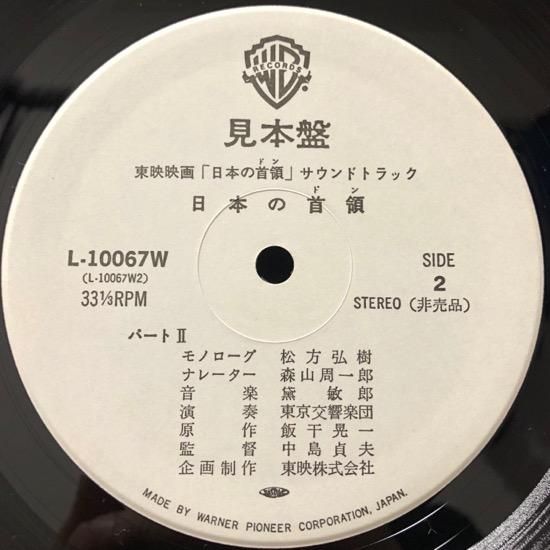 WB
RECORDS
見本盤
東映映画「日本の首領」サウンドトラック
ドン
日本の首領
ドン
L-10067W
(L-10067W2)
33⅓RPM
SIDE
2
STEREO (非売品)
パートⅡ
モノローグ 松方弘樹
ナレーター 森山周一郎
音楽 黛敏郎
演奏 東京交響楽団
原作 飯干晃一
監督 中島貞夫
企画制作 東映株式会社
MADE BY WARNER PIONEER CORPORATION, JAPAN.